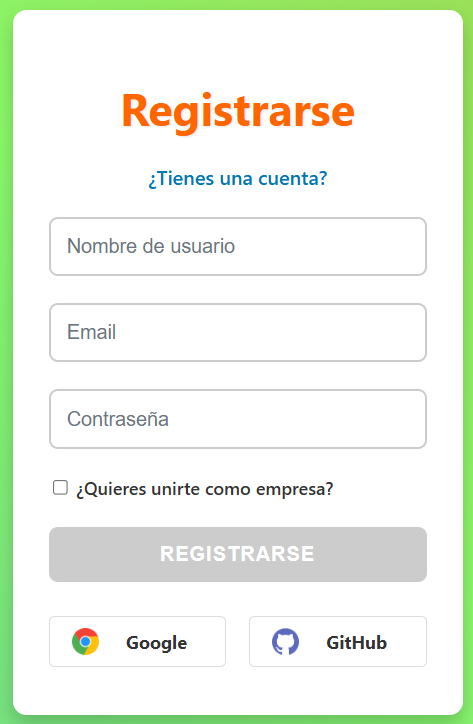 Registrarse
¿Tienes una cuenta?
Nombre de usuario
Email
Contraseña
¿Quieres unirte como empresa?
REGISTRARSE
Google GitHub